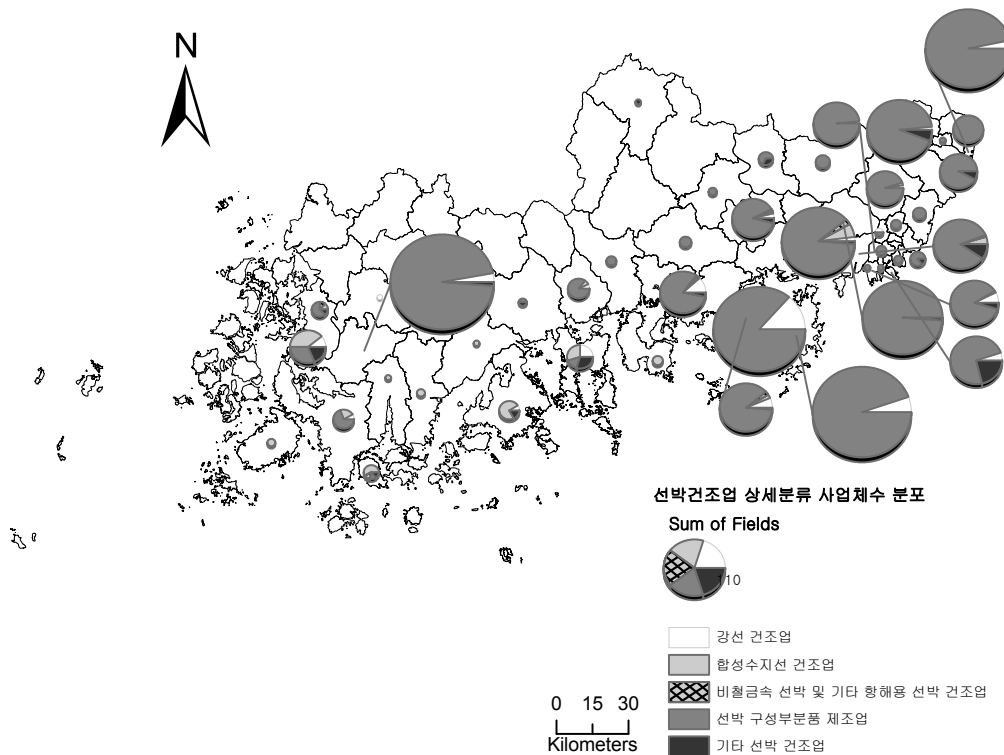 N
선박건조업 상세분류 사업체수 분포
Sum of Fields
110
강선 건조업
합성수지선 건조업
비철금속 선박 및 기타 항해용 선박 건조업
선박 구성부분품 제조업
기타 선박 건조업
0 15 30
Kilometers